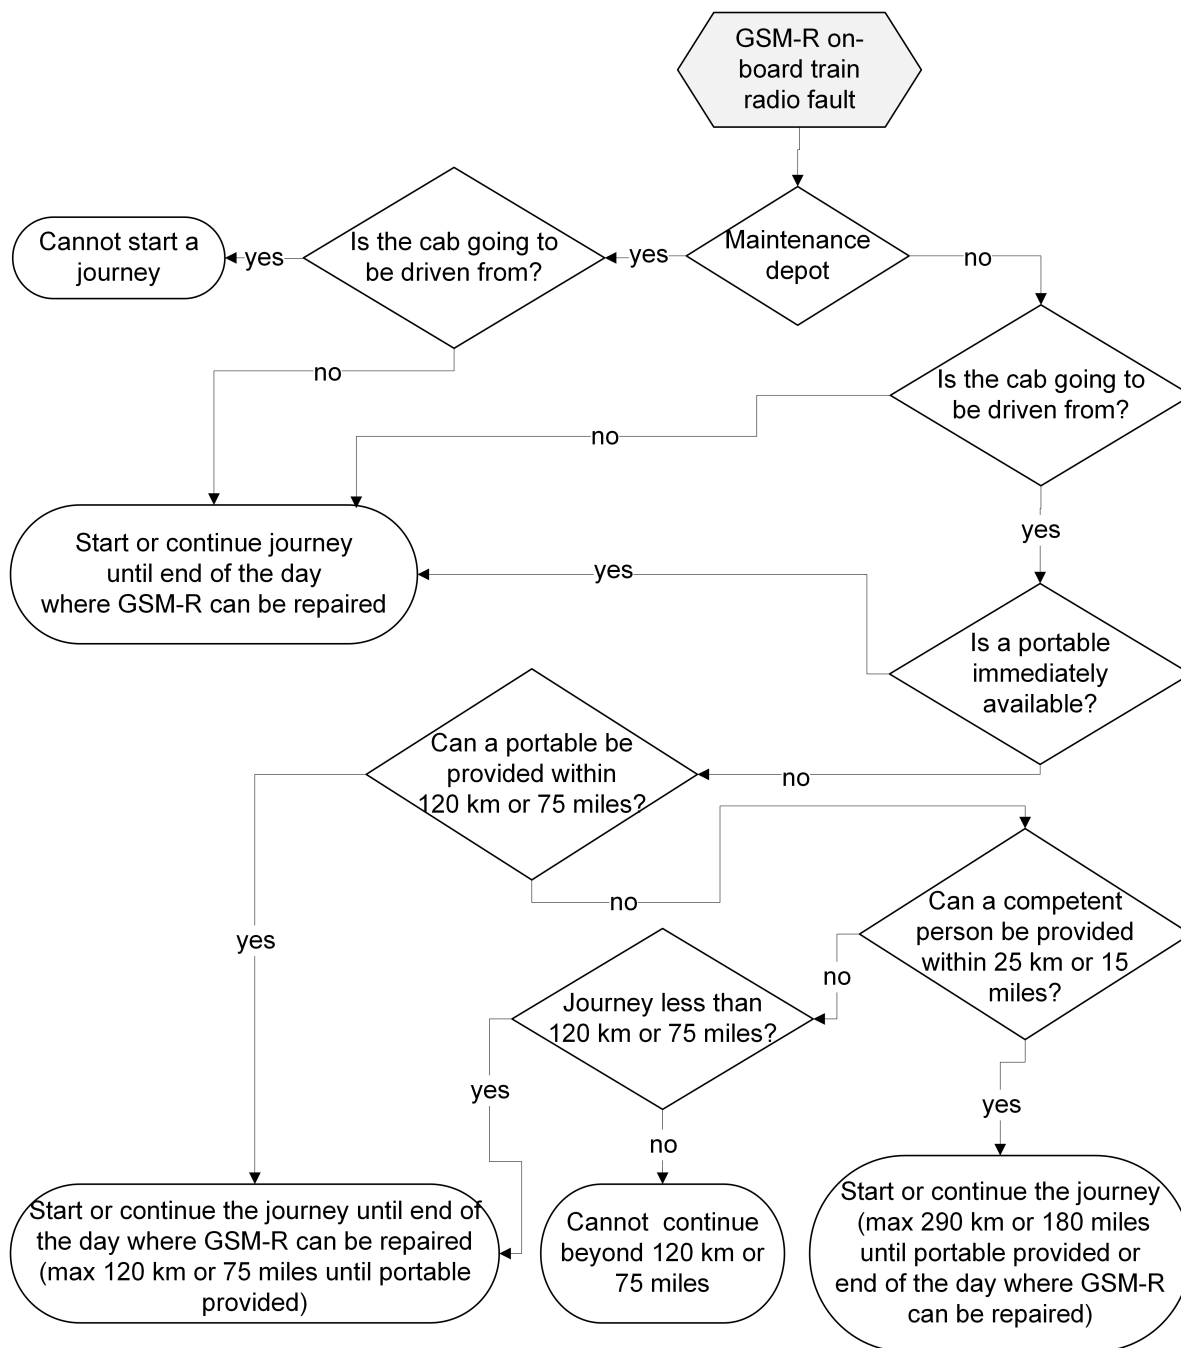 GSM-R on-
board train
radio fault
Maintenance
depot
yes
Is the cab going to
be driven from?
yes
Cannot start a
journey
no
no
Is the cab going to
be driven from?
no
yes
Start or continue journey
until end of the day
where GSM-R can be repaired
yes
Is a portable
immediately
available?
no
Can a portable be
provided within
120 km or 75 miles?
yes
no
Can a competent
person be provided
within 25 km or 15
miles?
no
Journey less than
120 km or 75 miles?
yes
no
yes
Start or continue the journey until end of
the day where GSM-R can be repaired
(max 120 km or 75 miles until portable
provided)
Cannot  continue
beyond 120 km or
75 miles
Start or continue the journey
(max 290 km or 180 miles
until portable provided or
end of the day where GSM-R
can be repaired)